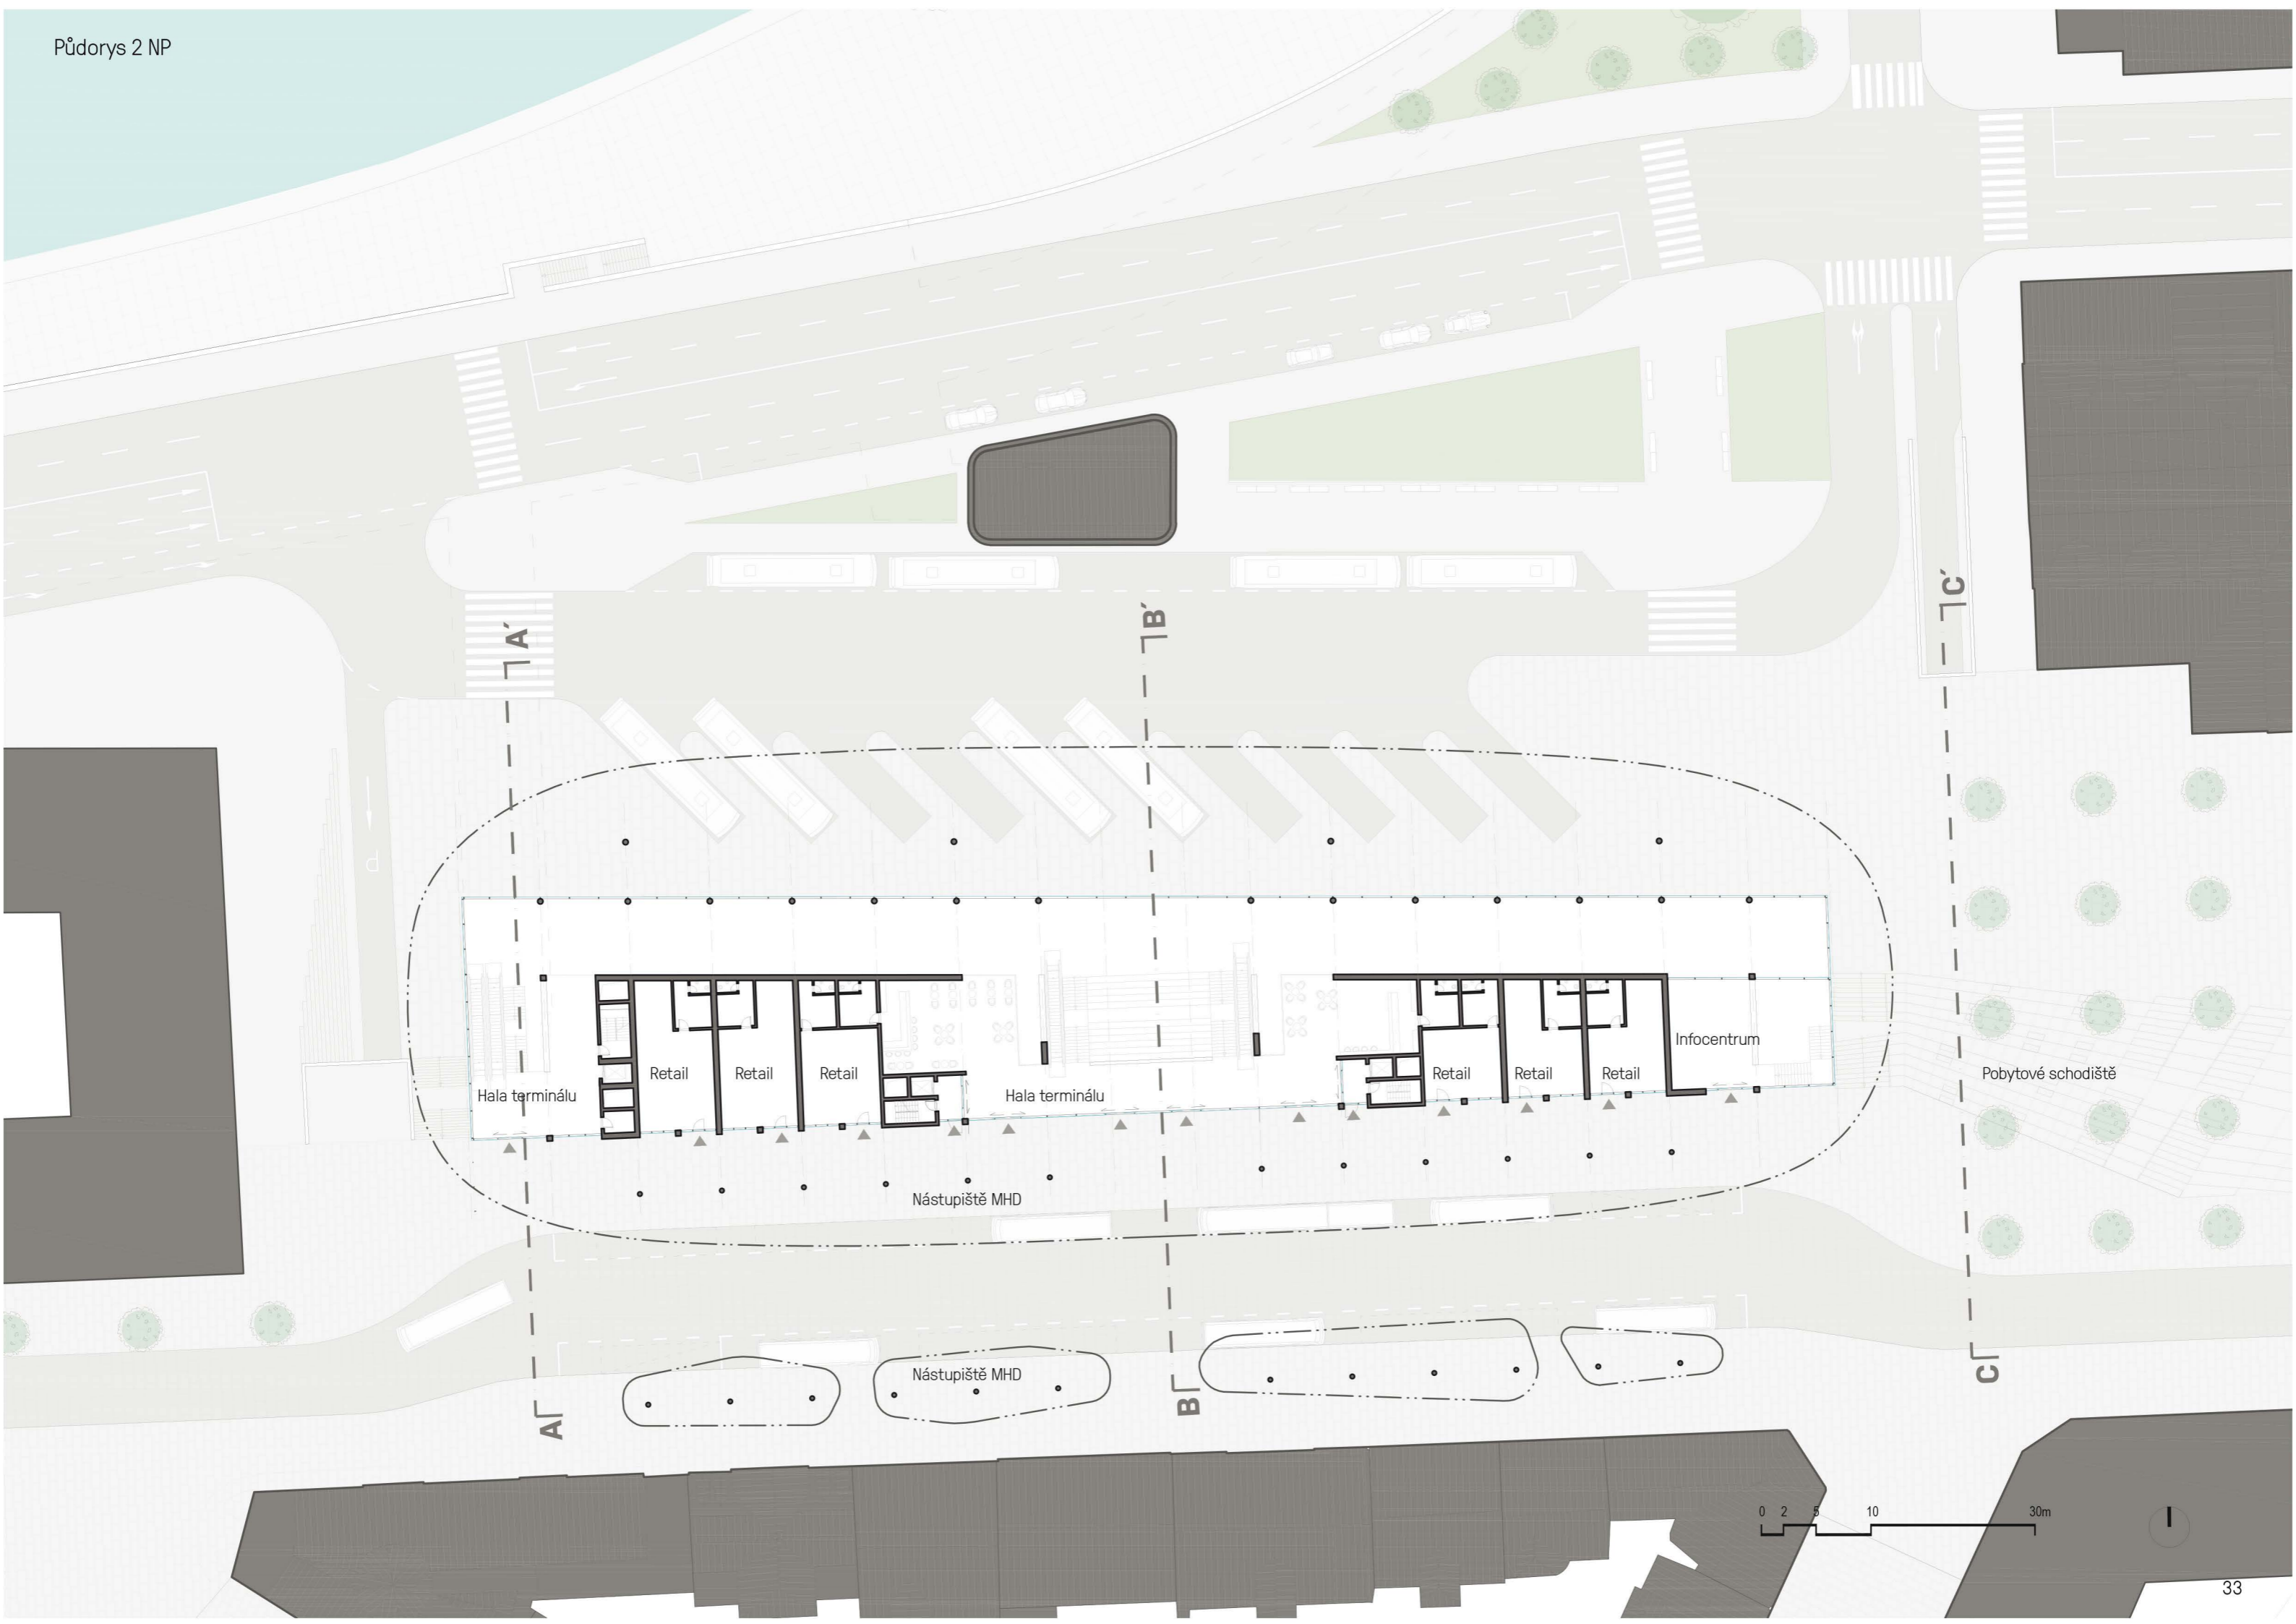 Půdorys 2 NP
A´
B´
C´
P
Infocentrum
Retail
Retail
Retail
Retail
Retail
Retail
Pobytové schodiště
Hala terminálu
Hala terminálu
Nástupiště MHD
Nástupiště MHD
A
B
C
0 2 5 10 30m
33